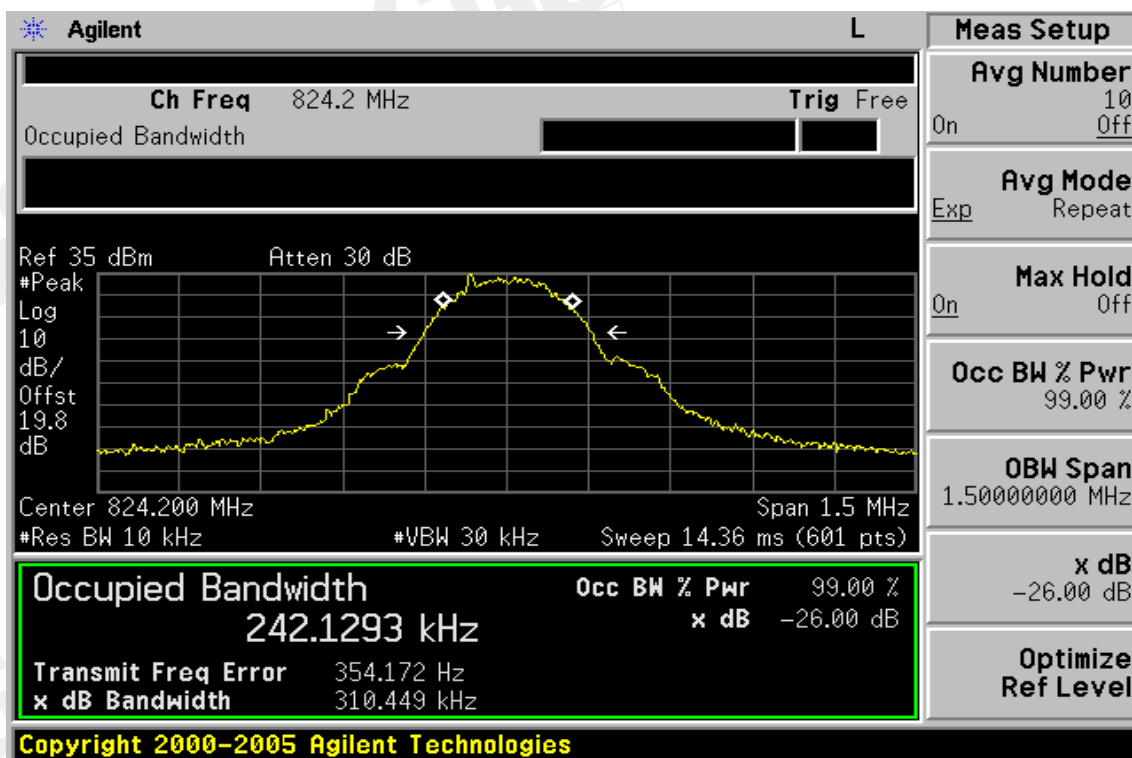 Agilent L
Ch Freq 824.2 MHz Trig Free
Occupied Bandwidth
Ref 35 dBm Atten 30 dB
#Peak
Log
10
dB/
Offst
19.8
dB
Center 824.200 MHz Span 1.5 MHz
#Res BW 10 kHz #VBW 30 kHz Sweep 14.36 ms (601 pts)
Occupied Bandwidth Occ BW % Pwr 99.00 %
242.1293 kHz x dB -26.00 dB
Transmit Freq Error 354.172 Hz
x dB Bandwidth 310.449 kHz
Copyright 2000-2005 Agilent Technologies
Meas Setup
Avg Number
10
On Off
Avg Mode
Exp Repeat
Max Hold
On Off
Occ BW % Pwr
99.00 %
OBW Span
1.50000000 MHz
x dB
-26.00 dB
Optimize
Ref Level